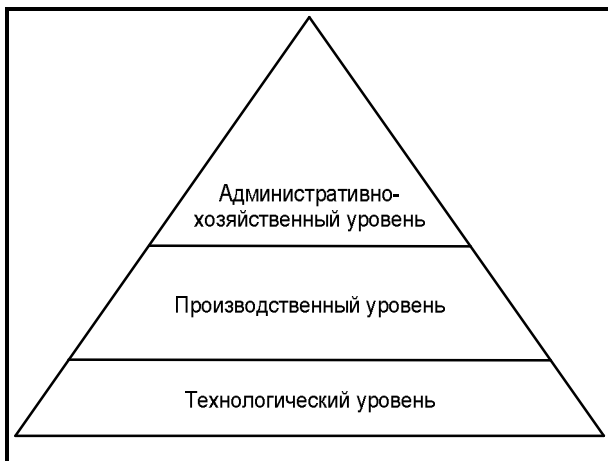 Административно-
хозяйственный уровень
Производственный уровень
Технологический уровень